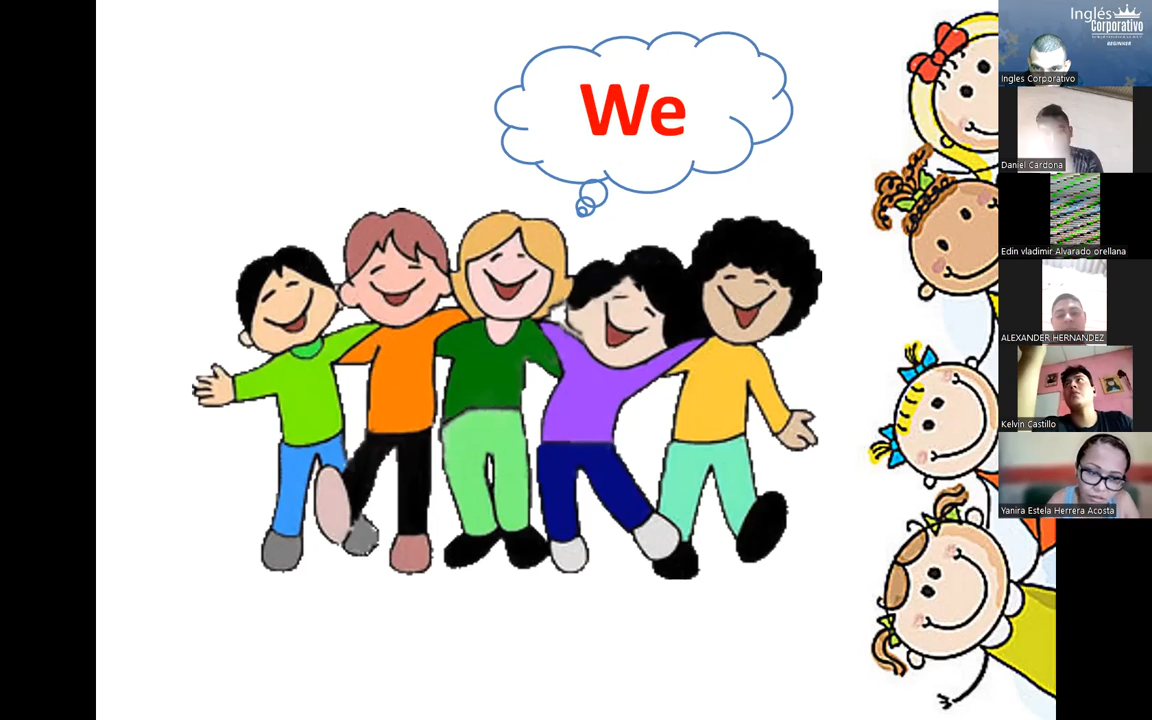 We
Inglés
Corporativo
BEGINNER
Ingles Corporativo
Daniel Cardona
Edin vladimir Alvarado orellana
ALEXANDER HERNANDEZ
Kelvin Castillo
Yanira Estela Herrera Acosta